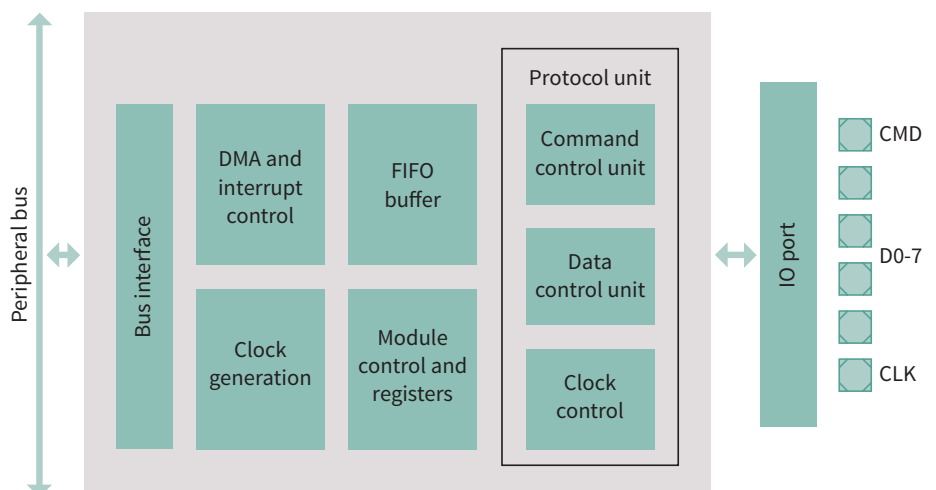 Peripheral bus
Bus interface
DMA and
interrupt
control
FIFO
buffer
Clock
generation
Module
control and
registers
Protocol unit
Command
control unit
Data
control unit
Clock
control
IO port
CMD
D0-7
CLK